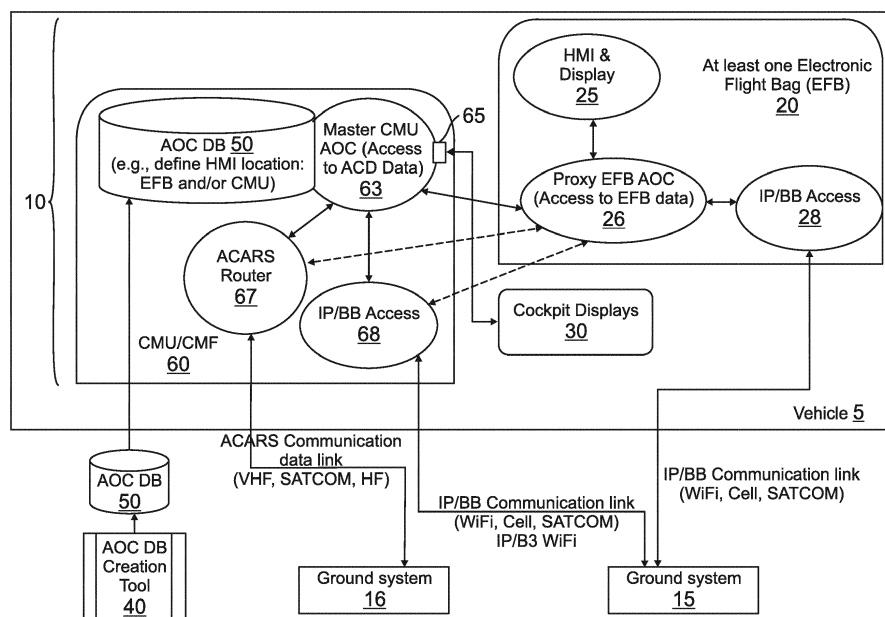 HMI &
Display
25
At least one Electronic
Flight Bag (EFB)
20
65
AOC DB 50
(e.g., define HMI location:
EFB and/or CMU)
Master CMU
AOC (Access
to ACD Data)
63
10
Proxy EFB AOC
(Access to EFB data)
26
IP/BB Access
28
ACARS
Router
67
IP/BB Access
68
Cockpit Displays
30
CMU/CMF
60
Vehicle 5
ACARS Communication
data link
(VHF, SATCOM, HF)
AOC DB
50
IP/BB Communication link
(WiFi, Cell, SATCOM)
IP/BB Communication link
(WiFi, Cell, SATCOM)
IP/B3 WiFi
AOC DB
Creation
Tool
40
Ground system
16
Ground system
15